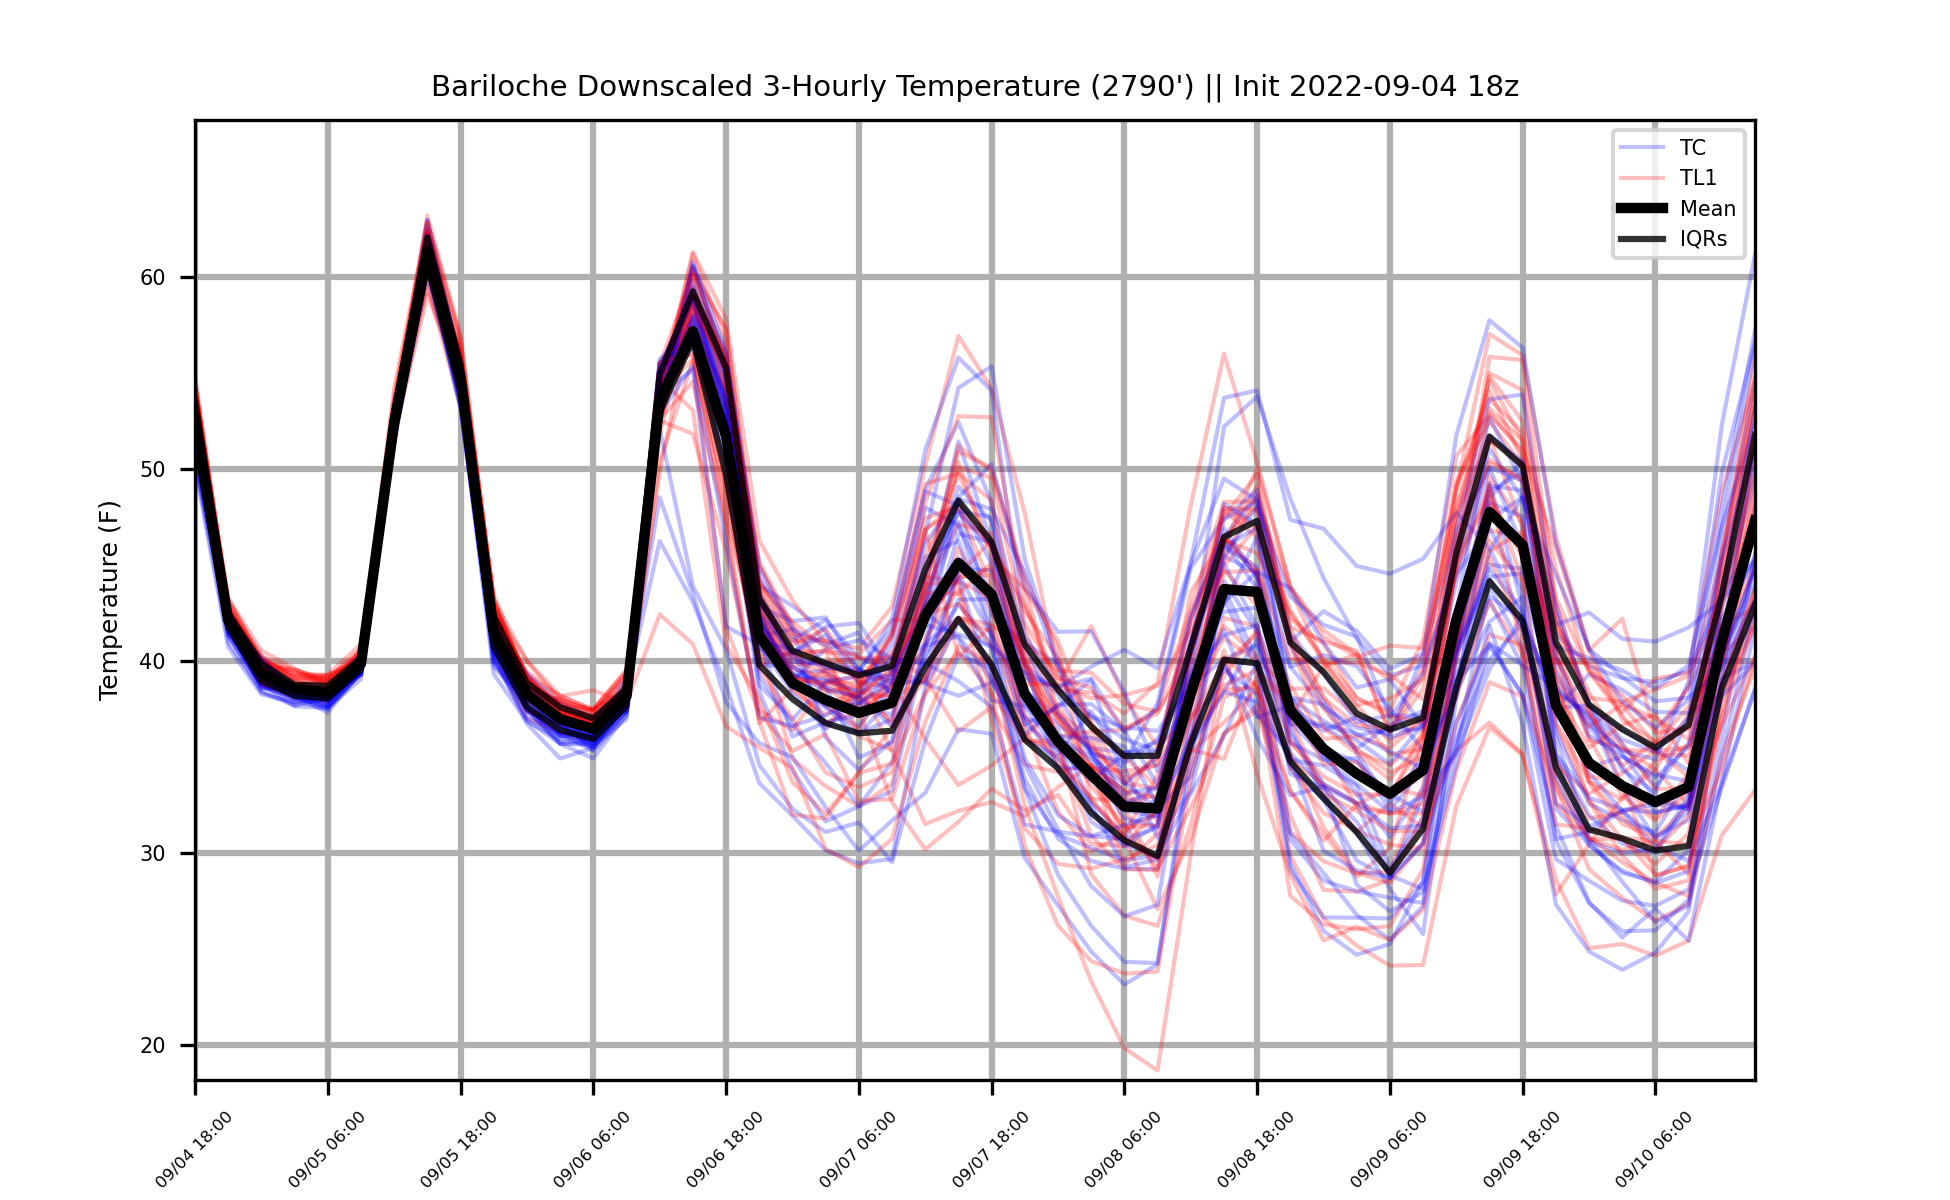 Bariloche Downscaled 3-Hourly Temperature (2790') || Init 2022-09-04 18z
TC
TL1
Mean
IQRs
Temperature (F)
60
50
40
30
20
09/04 18:00
09/05 06:00
09/05 18:00
09/06 06:00
09/06 18:00
09/07 06:00
09/07 18:00
09/08 06:00
09/08 18:00
09/09 06:00
09/09 18:00
09/10 06:00